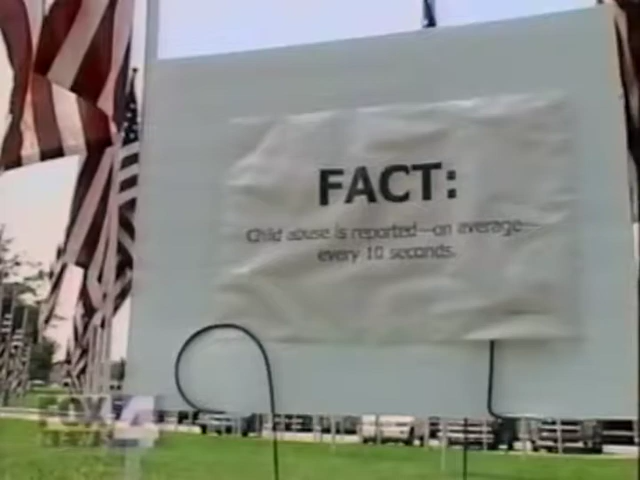 FACT:
Child abuse is reported—on average—
every 10 seconds.
FOX 4